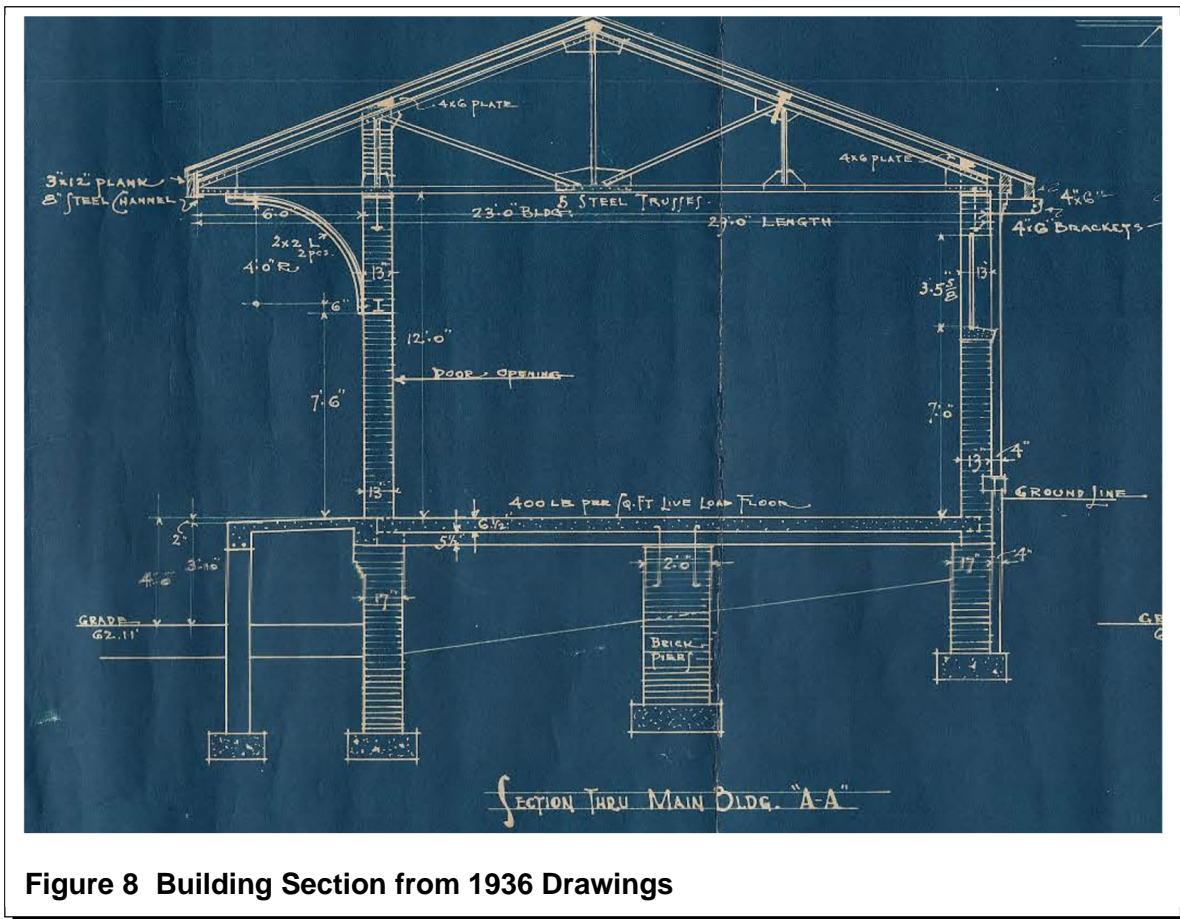 4x6 PLATE
4x6 PLATE
3"x12" PLANK
8" STEEL CHANNEL
4"x6"
4"x6" BRACKETS
6'-0"
23'-0" BLDG.
5 STEEL TRUSSES.
29'-0" LENGTH
2x2 L
2 pcs.
4'-0" R
13"
13"
3'-5 5/8"
6"
12'-0"
DOOR OPENING
7'-6"
7'-0"
13"
4"
13"
GROUND LINE
400 LB PER SQ. FT LIVE LOAD FLOOR
6 1/2"
5 1/2"
2"
4'-0"
3'-10"
2'-0"
17"
4"
17"
GRADE
62.11'
BRICK
PIERS
SECTION THRU MAIN BLDG. "A-A"
Figure 8 Building Section from 1936 Drawings